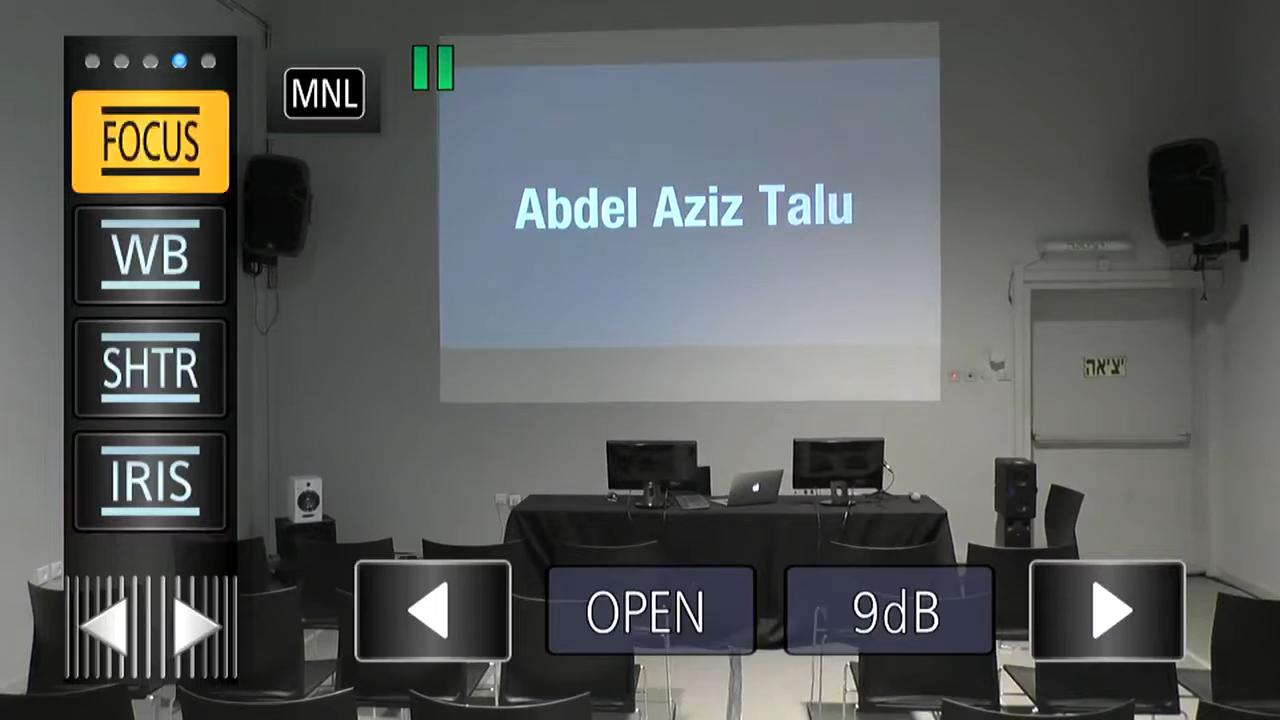 MNL
FOCUS
WB
SHTR
IRIS
Abdel Aziz Talu
יציאה
OPEN
9dB